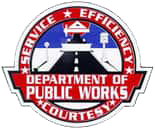 SERVICE ★ EFFICIENCY
DEPARTMENT OF
PUBLIC WORKS
COURTESY